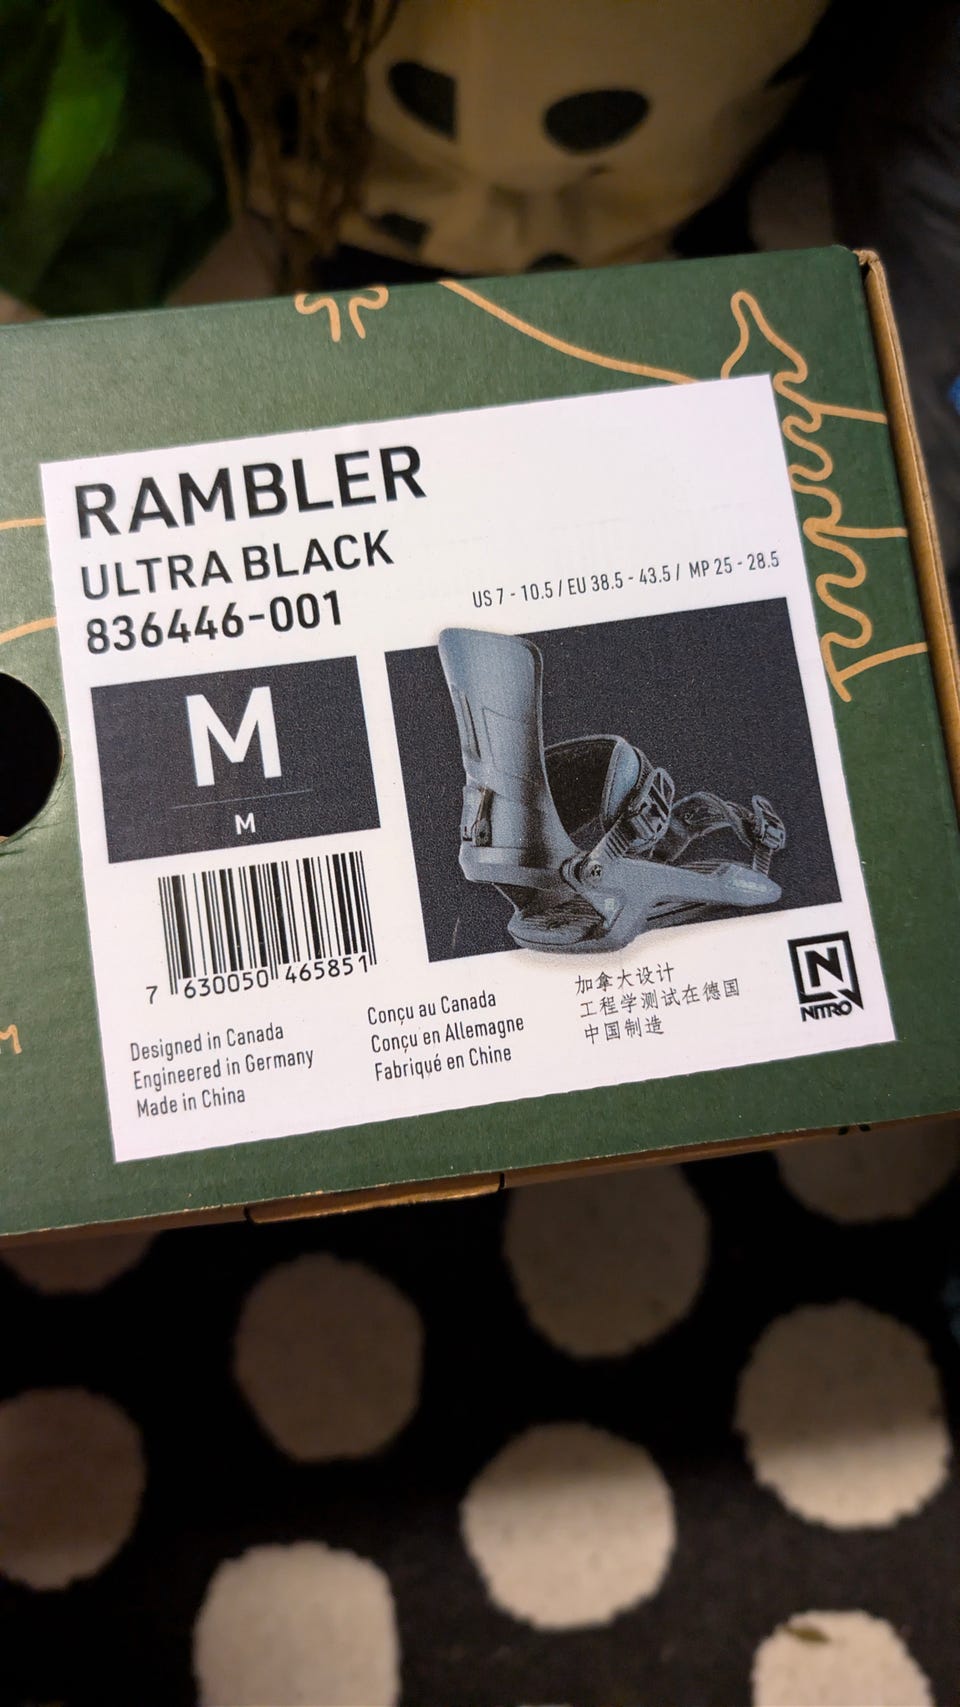 RAMBLER
ULTRA BLACK
836446-001
US 7 - 10.5 / EU 38.5 - 43.5 / MP 25 - 28.5
M
M
7 630050 465851
Designed in Canada
Engineered in Germany
Made in China
Conçu au Canada
Conçu en Allemagne
Fabriqué en Chine
加拿大设计
工程学测试在德国
中国制造
N
NITRO